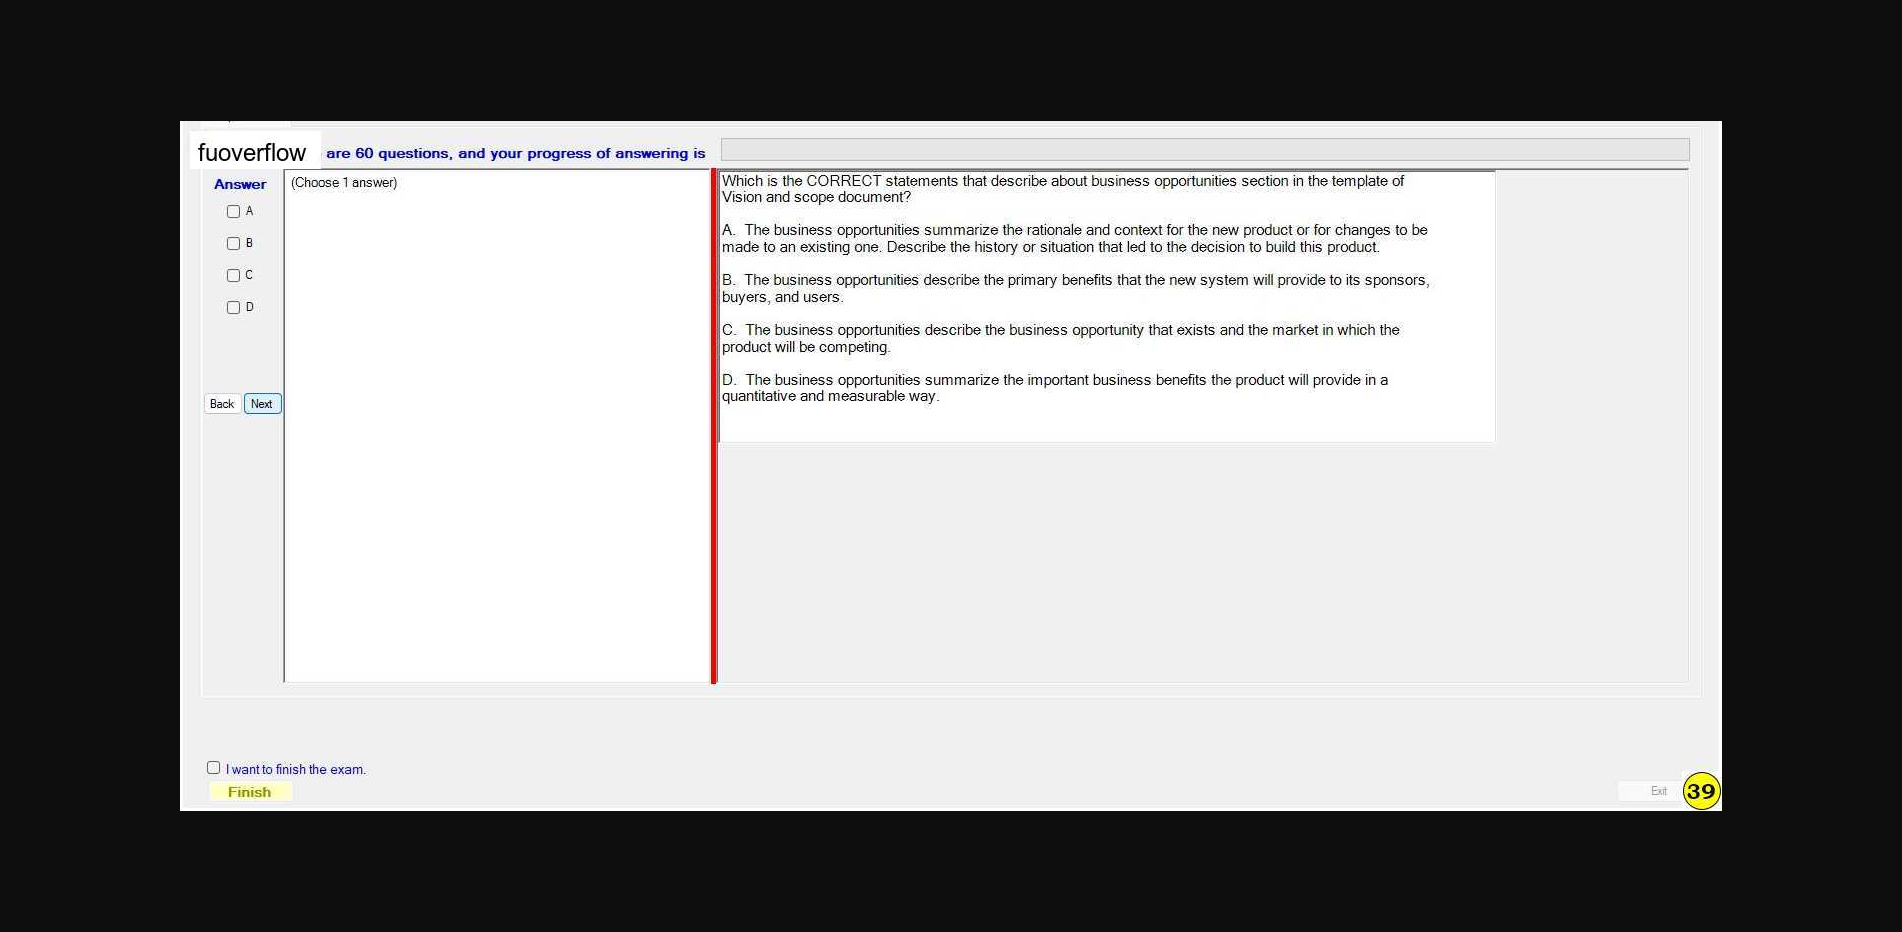 fuoverflow are 60 questions, and your progress of answering is
Answer
(Choose 1 answer)
A
B
C
D
Back Next
Which is the CORRECT statements that describe about business opportunities section in the template of
Vision and scope document?
A. The business opportunities summarize the rationale and context for the new product or for changes to be
made to an existing one. Describe the history or situation that led to the decision to build this product.
B. The business opportunities describe the primary benefits that the new system will provide to its sponsors,
buyers, and users.
C. The business opportunities describe the business opportunity that exists and the market in which the
product will be competing.
D. The business opportunities summarize the important business benefits the product will provide in a
quantitative and measurable way.
I want to finish the exam.
Finish
Exit
39